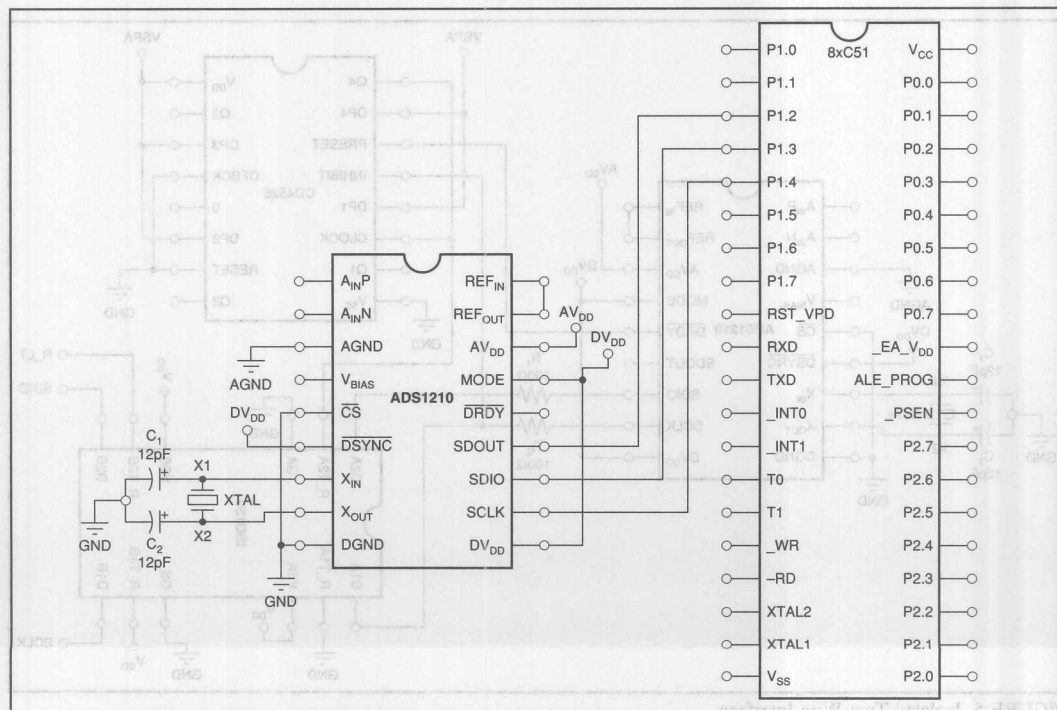 8xC51
P1.0
P1.1
P1.2
P1.3
P1.4
P1.5
P1.6
P1.7
RST_VPD
RXD
TXD
_INT0
_INT1
T0
T1
_WR
–RD
XTAL2
XTAL1
VSS
VCC
P0.0
P0.1
P0.2
P0.3
P0.4
P0.5
P0.6
P0.7
_EA_VDD
ALE_PROG
_PSEN
P2.7
P2.6
P2.5
P2.4
P2.3
P2.2
P2.1
P2.0
ADS1210
AINP
AINN
AGND
VBIAS
CS
DSYNC
XIN
XOUT
DGND
REFIN
REFOUT
AVDD
MODE
DRDY
SDOUT
SDIO
SCLK
DVDD
AVDD
DVDD
AGND
DVDD
C1
12pF
X1
XTAL
X2
GND
C2
12pF
GND